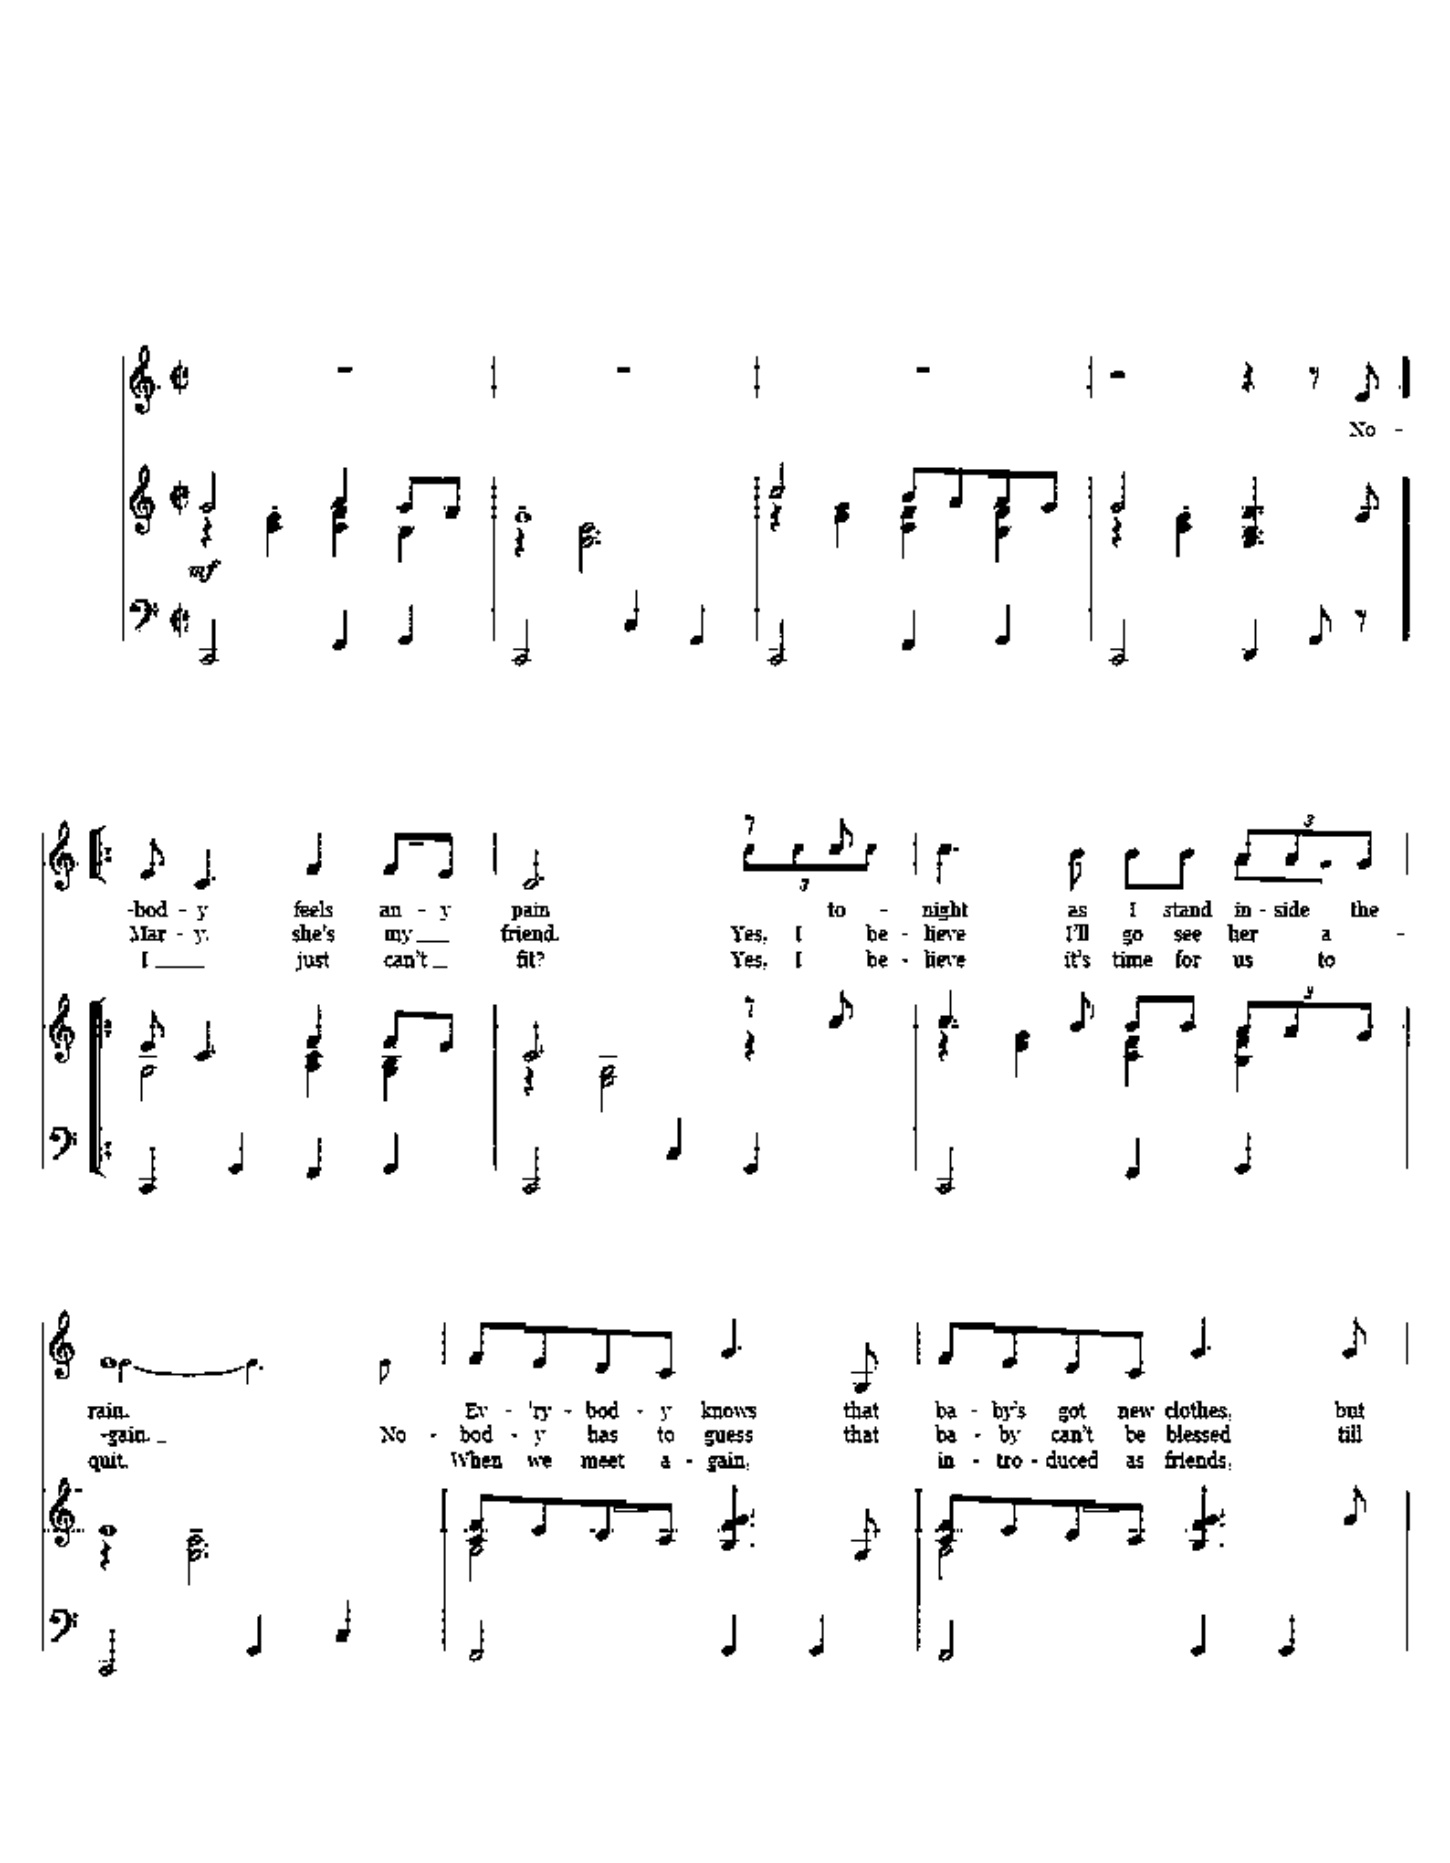 mf
No -
3
3
-bod - y feels an - y pain to - night as I stand in - side the
Mar - y. she's my ___ friend. Yes, I be - lieve I'll go see her a -
I ____ just can't _ fit? Yes, I be - lieve it's time for us to
3
rain. Ev - 'ry - bod - y knows that ba - by's got new clothes, but
-gain. _ No - bod - y has to guess that ba - by can't be blessed till
quit. When we meet a - gain, in - tro - duced as friends,